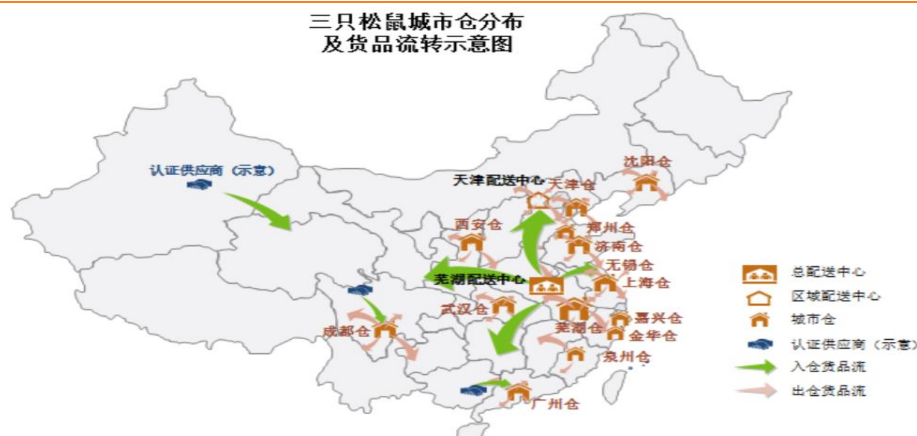 三只松鼠城市仓分布
及货品流转示意图
认证供应商（示意）
沈阳仓
天津配送中心
天津仓
西安仓
郑州仓
济南仓
无锡仓
芜湖配送中心
上海仓
武汉仓
成都仓
芜湖仓
嘉兴仓
金华仓
泉州仓
广州仓
总配送中心
区域配送中心
城市仓
认证供应商（示意）
入仓货品流
出仓货品流